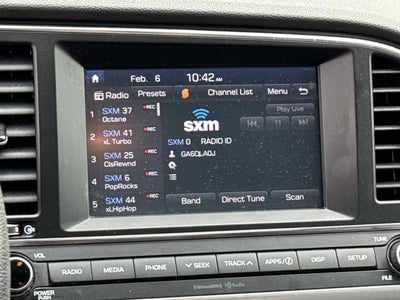 Feb. 6 10:42 AM
Radio Presets Channel List Menu
1 SXM 37 REC
Octane
2 SXM 41 REC
xL Turbo
3 SXM 25 REC
ClsRewnd
4 SXM 6 REC
PopRocks
5 SXM 44 REC
xLHipHop
Play Live
sxm
SXM 0 RADIO ID
Band Direct Tune Scan
POWER
PUSH
RADIO MEDIA PHONE SEEK TRACK APPS DISP SETUP
TUNE
SiriusXM